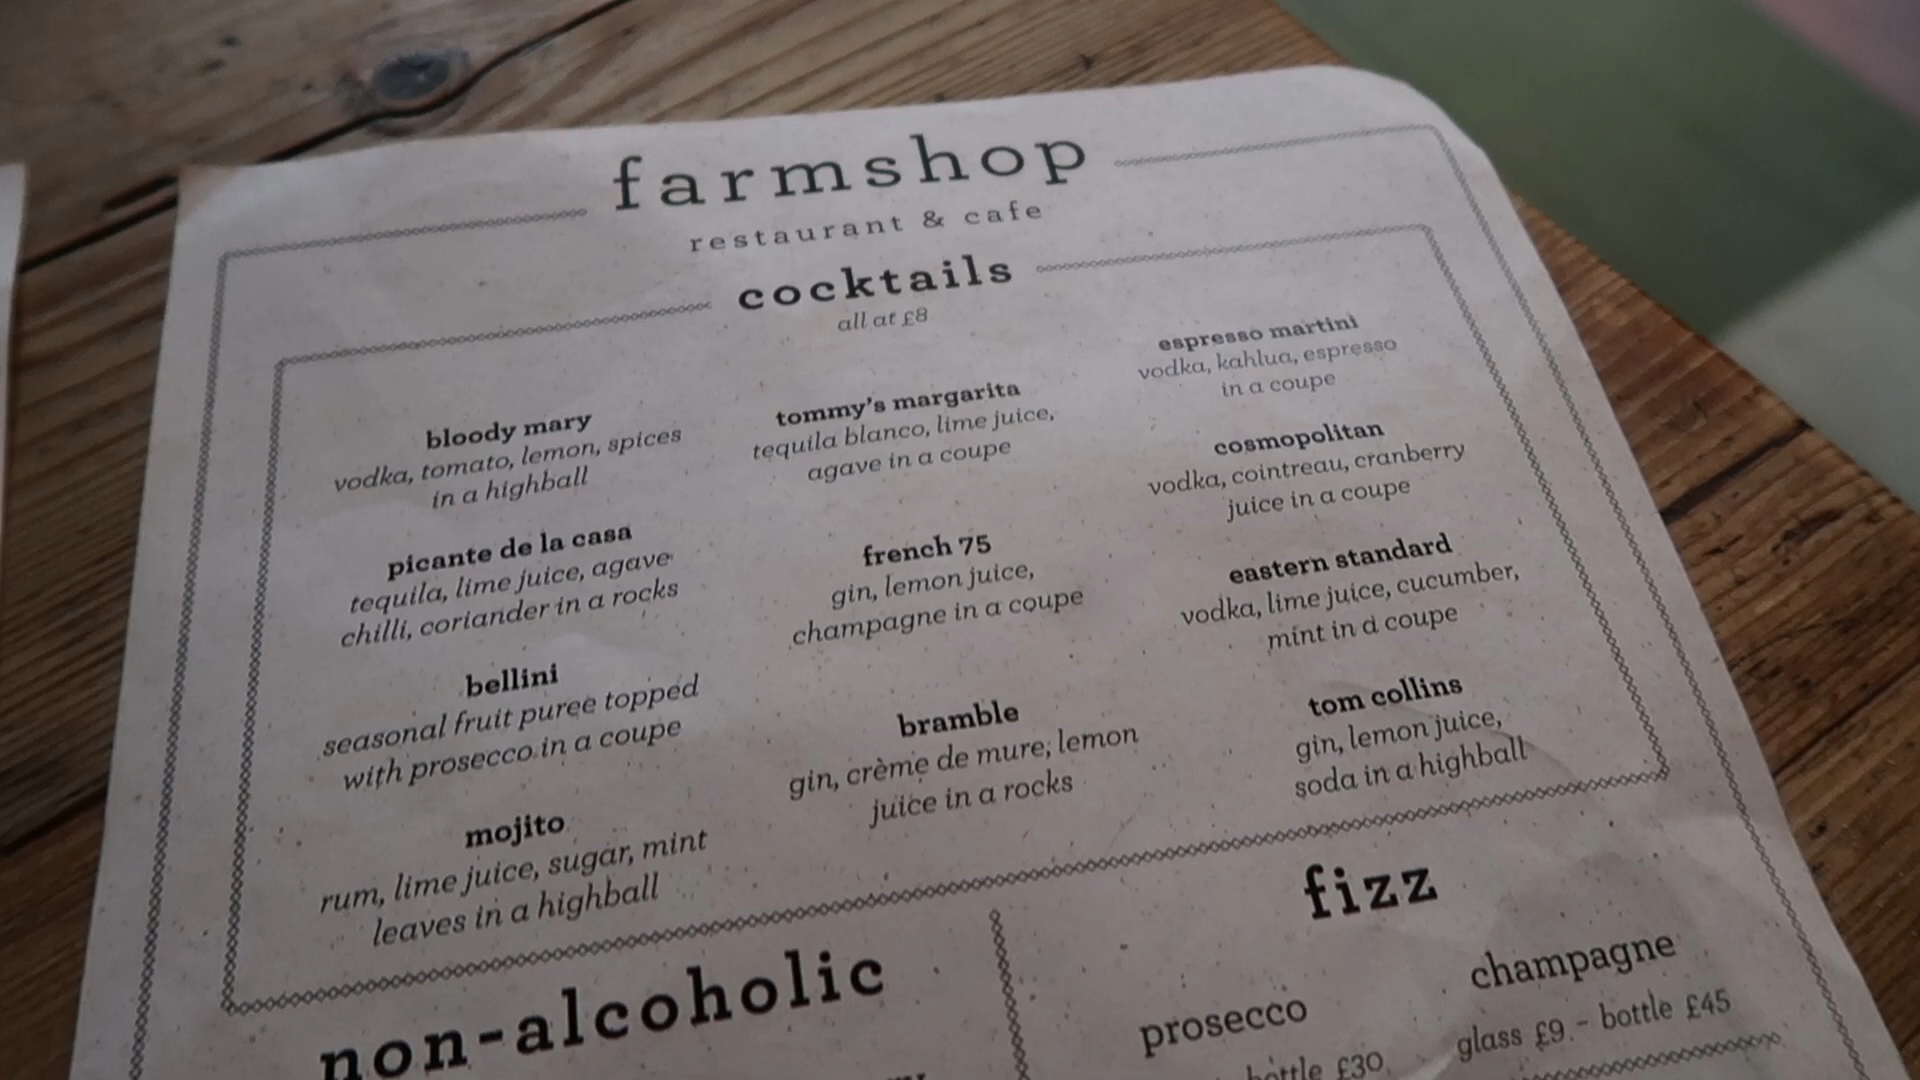 farmshop
restaurant & cafe
cocktails
all at £8
bloody mary
vodka, tomato, lemon, spices
in a highball
picante de la casa
tequila, lime juice, agave
chilli, coriander in a rocks
bellini
seasonal fruit puree topped
with prosecco in a coupe
mojito
rum, lime juice, sugar, mint
leaves in a highball
tommy's margarita
tequila blanco, lime juice,
agave in a coupe
french 75
gin, lemon juice,
champagne in a coupe
bramble
gin, crème de mure, lemon
juice in a rocks
espresso martini
vodka, kahlua, espresso
in a coupe
cosmopolitan
vodka, cointreau, cranberry
juice in a coupe
eastern standard
vodka, lime juice, cucumber,
mint in a coupe
tom collins
gin, lemon juice,
soda in a highball
non-alcoholic
fizz
prosecco
bottle £30
champagne
glass £9 - bottle £45